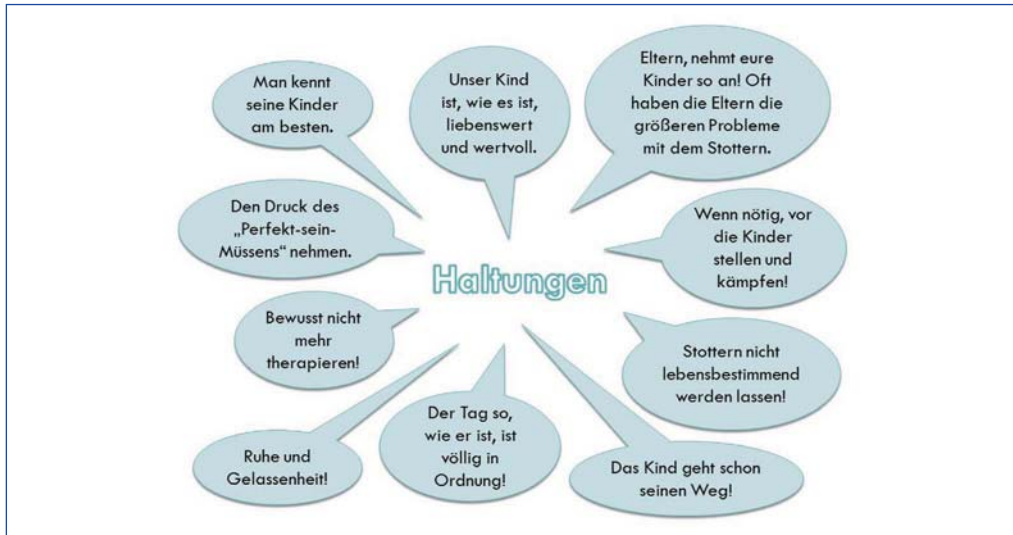 Man kennt
seine Kinder
am besten.
Unser Kind
ist, wie es ist,
liebenswert
und wertvoll.
Eltern, nehmt eure
Kinder so an! Oft
haben die Eltern die
größeren Probleme
mit dem Stottern.
Den Druck des
„Perfekt-sein-
Müssens“ nehmen.
Wenn nötig, vor
die Kinder
stellen und
kämpfen!
Haltungen
Bewusst nicht
mehr
therapieren!
Stottern nicht
lebensbestimmend
werden lassen!
Ruhe und
Gelassenheit!
Der Tag so,
wie er ist, ist
völlig in
Ordnung!
Das Kind geht schon
seinen Weg!